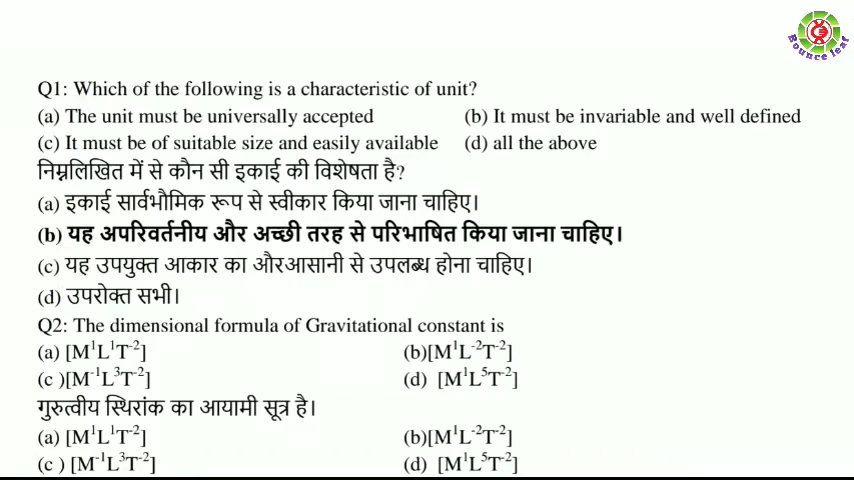 Bounce leaf
Q1: Which of the following is a characteristic of unit?
(a) The unit must be universally accepted (b) It must be invariable and well defined
(c) It must be of suitable size and easily available (d) all the above
निम्नलिखित में से कौन सी इकाई की विशेषता है?
(a) इकाई सार्वभौमिक रूप से स्वीकार किया जाना चाहिए।
(b) यह अपरिवर्तनीय और अच्छी तरह से परिभाषित किया जाना चाहिए।
(c) यह उपयुक्त आकार का औरआसानी से उपलब्ध होना चाहिए।
(d) उपरोक्त सभी।
Q2: The dimensional formula of Gravitational constant is
(a) [M¹L¹T⁻²] (b)[M¹L⁻²T⁻²]
(c )[M⁻¹L³T⁻²] (d) [M¹L⁵T⁻²]
गुरुत्वीय स्थिरांक का आयामी सूत्र है।
(a) [M¹L¹T⁻²] (b)[M¹L⁻²T⁻²]
(c ) [M⁻¹L³T⁻²] (d) [M¹L⁵T⁻²]